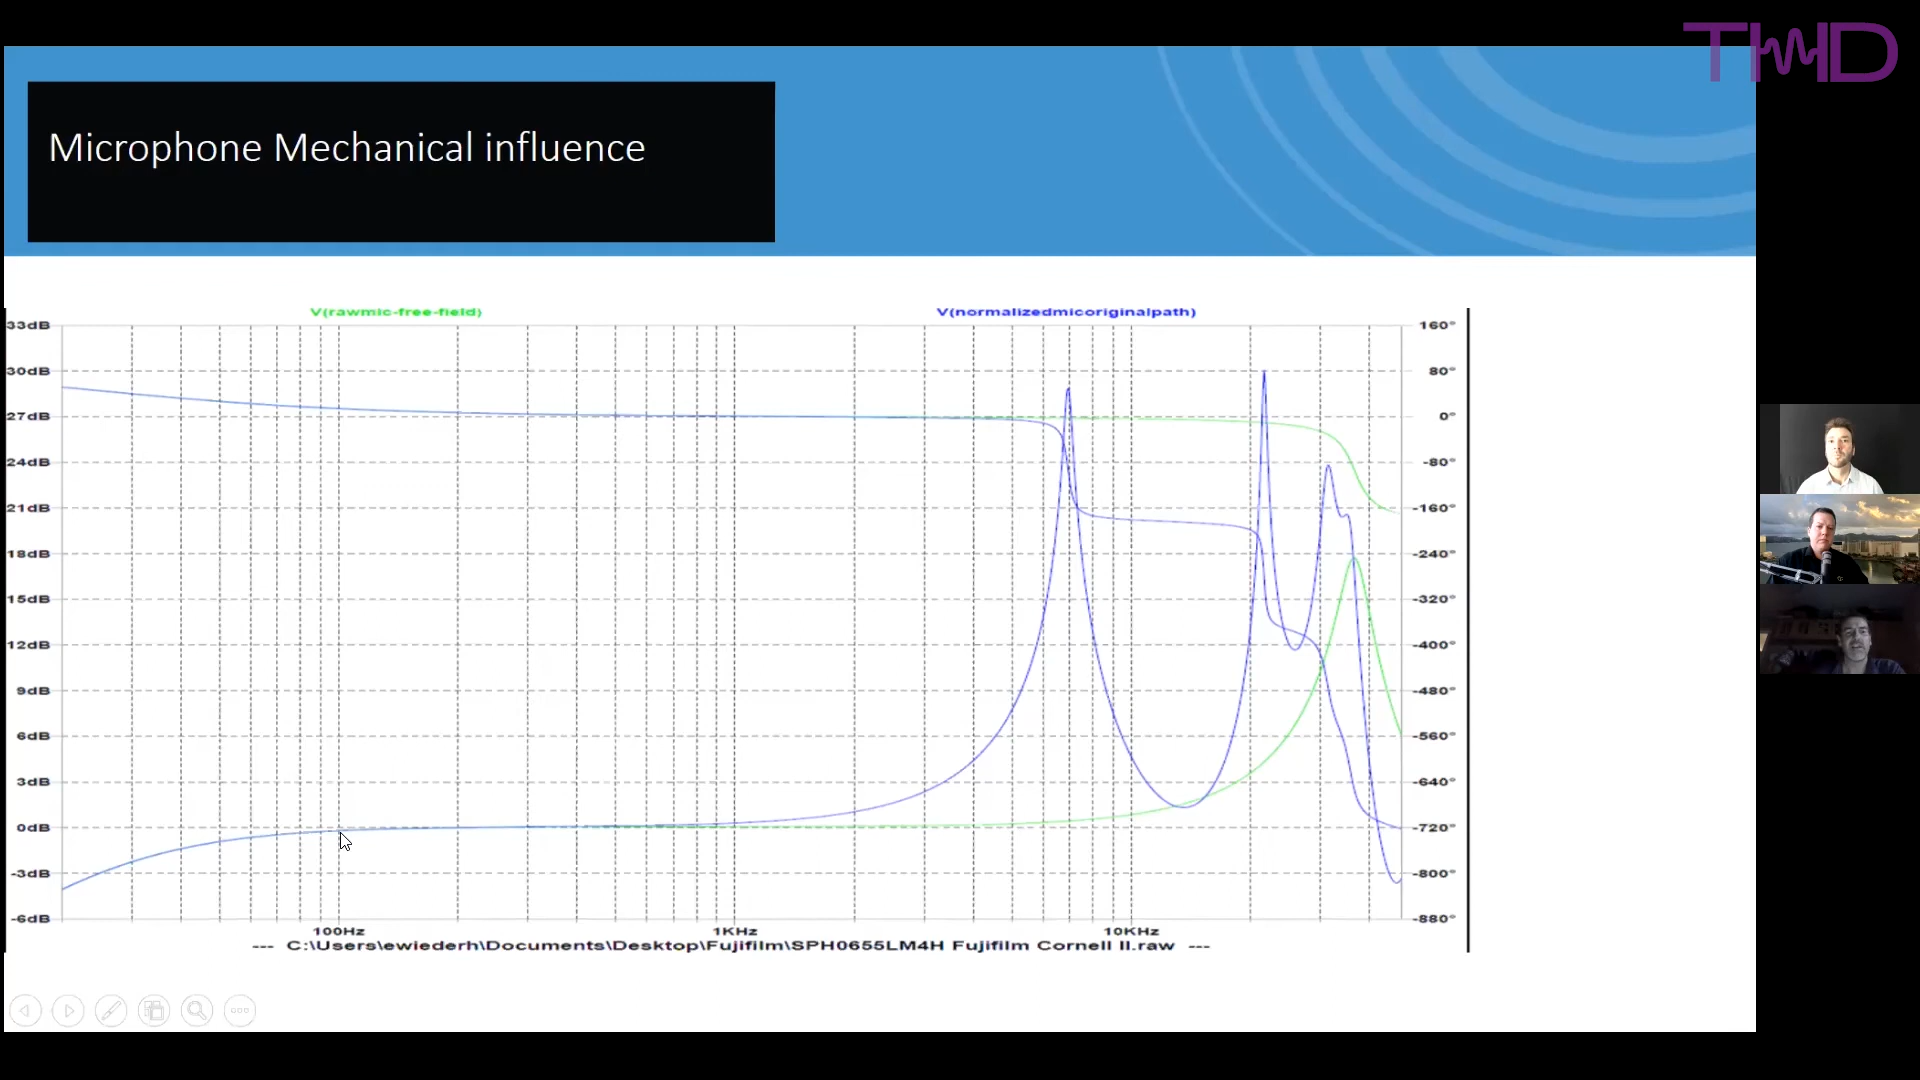 TMD
Microphone Mechanical influence
V(rawmic-free-field)
V(normalizedmicoriginalpath)
33dB
30dB
27dB
24dB
21dB
18dB
15dB
12dB
9dB
6dB
3dB
0dB
-3dB
-6dB
160°
80°
0°
-80°
-160°
-240°
-320°
-400°
-480°
-560°
-640°
-720°
-800°
-880°
100Hz
1KHz
10KHz
--- C:\Users\ewiederh\Documents\Desktop\Fujifilm\SPH0655LM4H Fujifilm Cornell II.raw ---